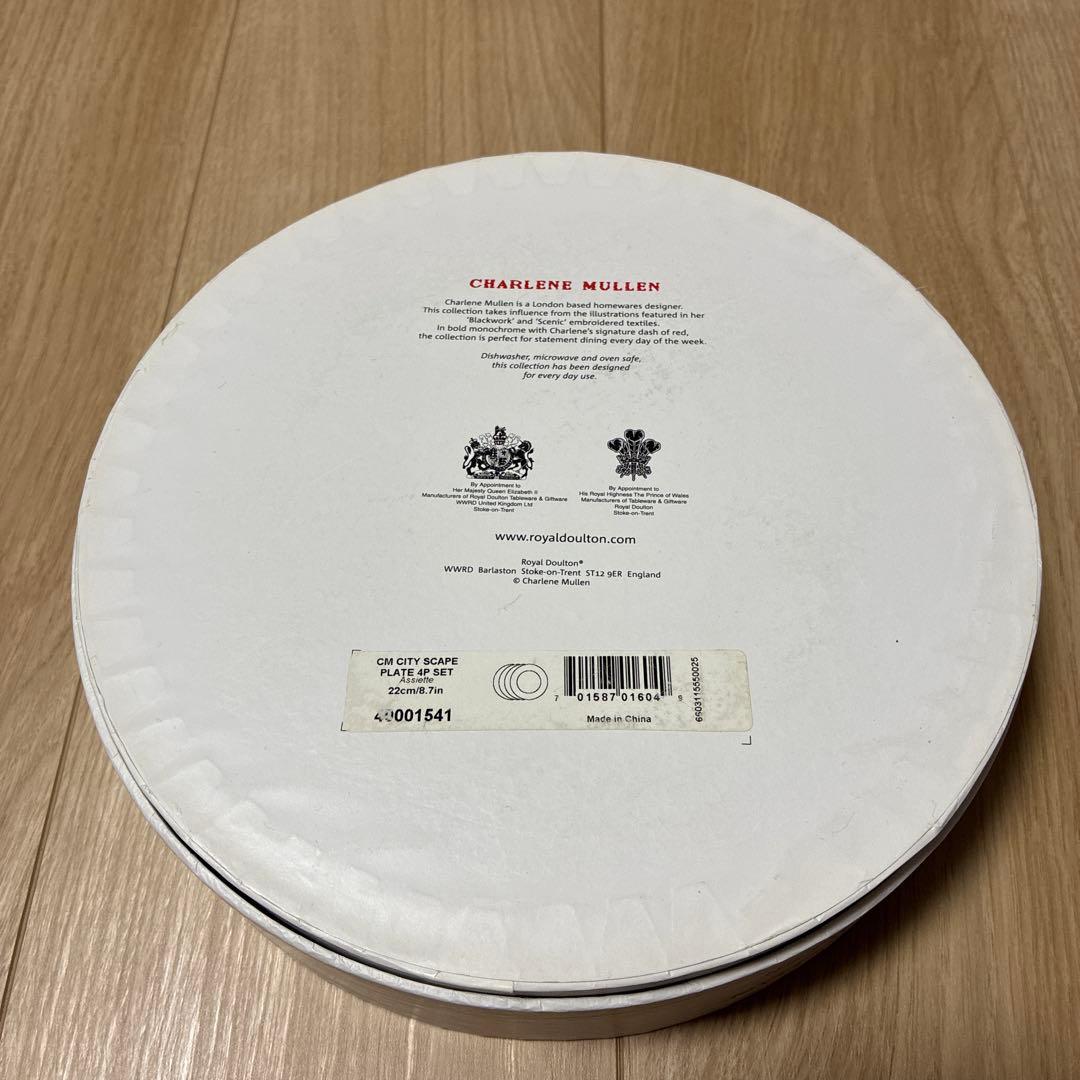 CHARLENE MULLEN
Charlene Mullen is a London based homewares designer.
This collection takes influence from the illustrations featured in her
'Blackwork' and 'Scenic' embroidered textiles.
In bold monochrome with Charlene's signature dash of red,
the collection is perfect for statement dining every day of the week.
Dishwasher, microwave and oven safe,
this collection has been designed
for every day use.
By Appointment to
Her Majesty Queen Elizabeth II
Manufacturers of Royal Doulton Tableware & Giftware
WWRD United Kingdom Ltd
Stoke-on-Trent
By Appointment to
His Royal Highness The Prince of Wales
Manufacturers of Tableware & Giftware
Royal Doulton
Stoke-on-Trent
www.royaldoulton.com
Royal Doulton®
WWRD Barlaston Stoke-on-Trent ST12 9ER England
© Charlene Mullen
CM CITY SCAPE
PLATE 4P SET
Assiette
22cm/8.7in
40001541
7 01587 01604
Made in China
6603115550025